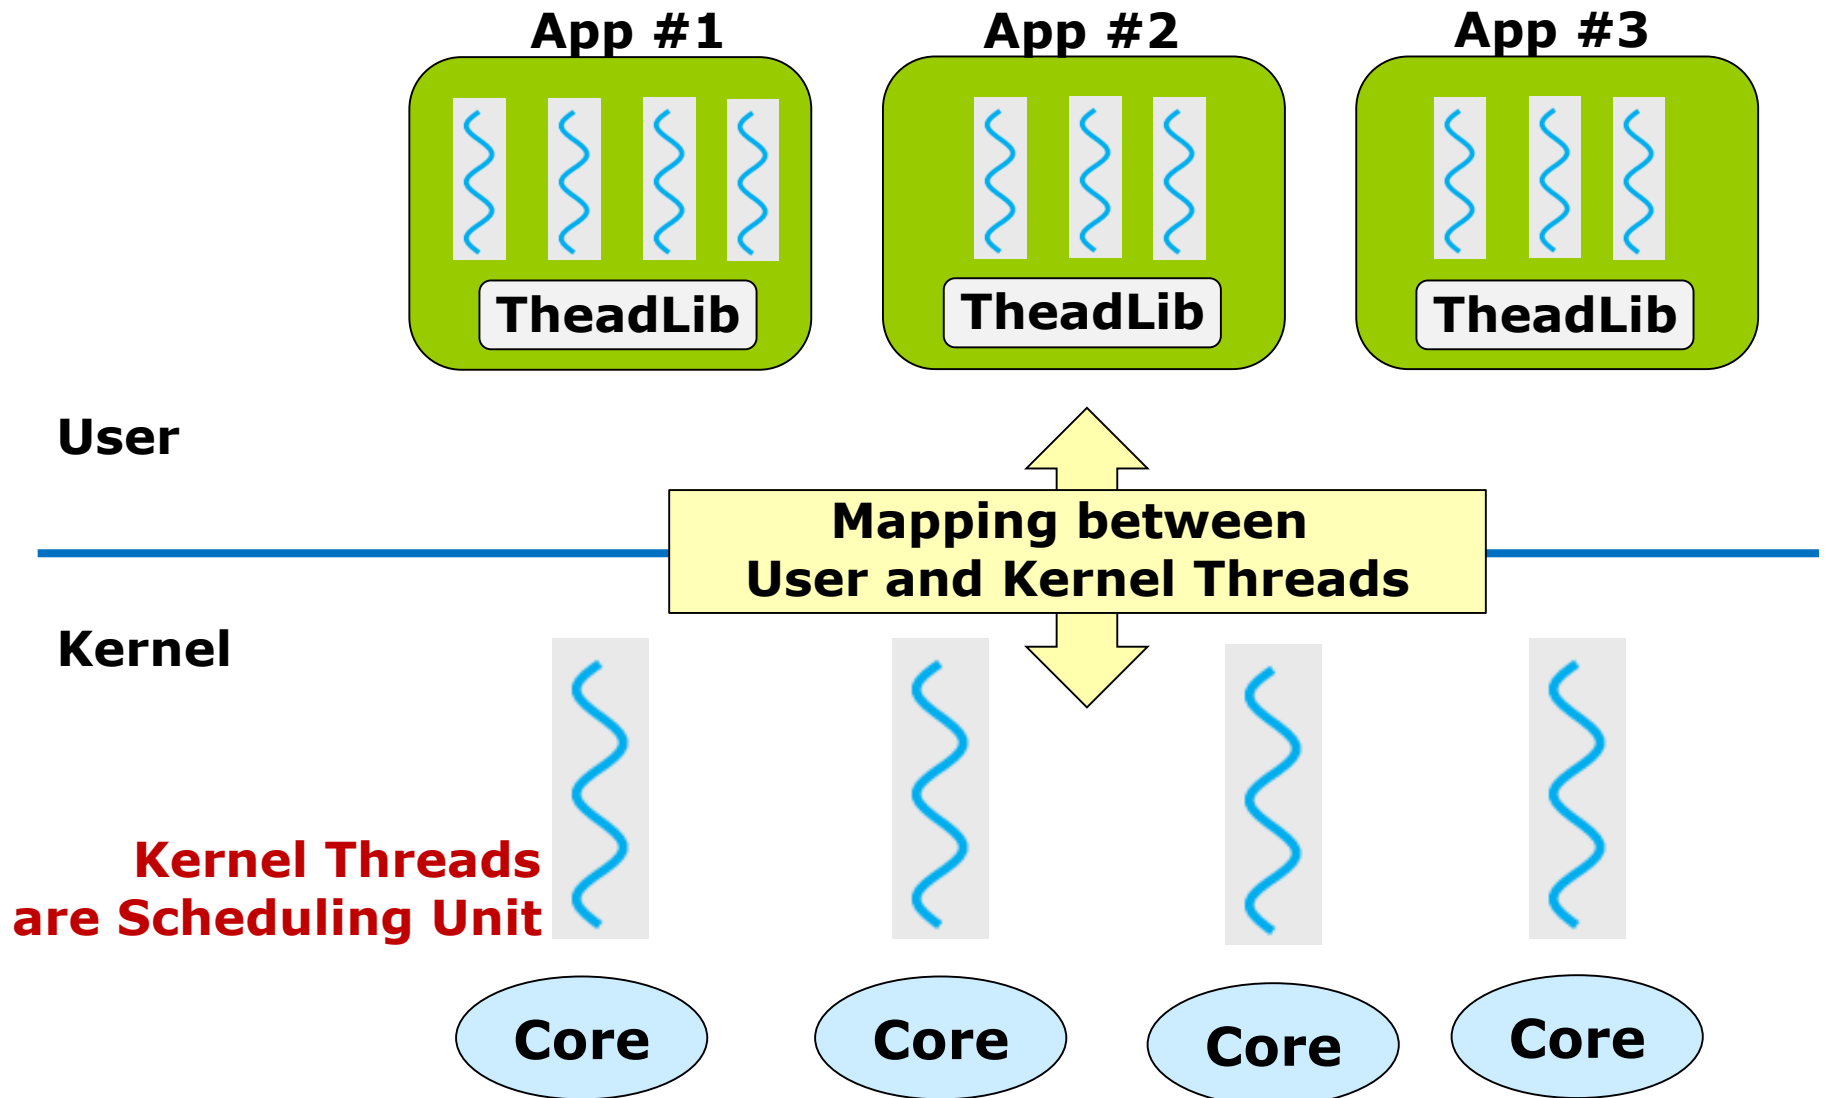 App #1
App #2
App #3
TheadLib
TheadLib
TheadLib
User
Mapping between
User and Kernel Threads
Kernel
Kernel Threads
are Scheduling Unit
Core
Core
Core
Core